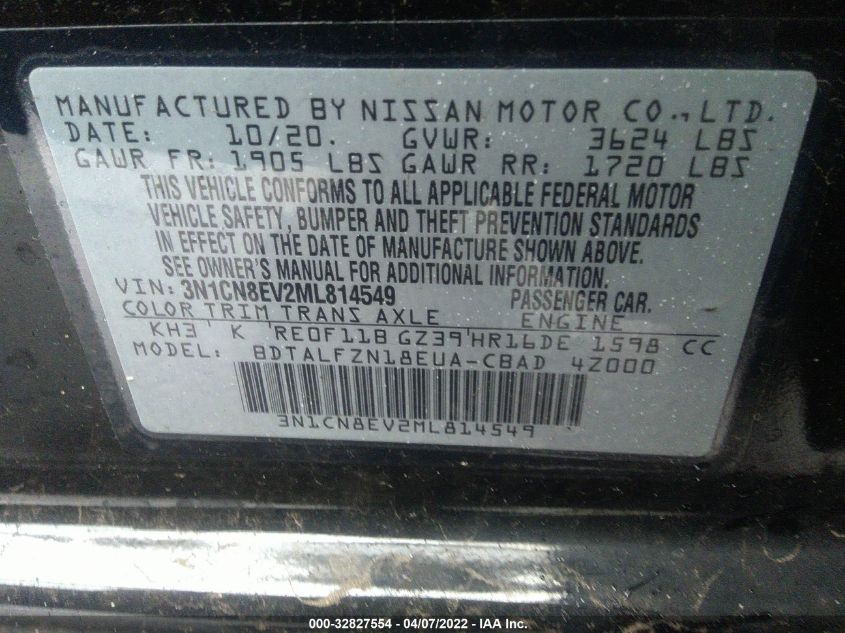 MANUFACTURED BY NISSAN MOTOR CO., LTD.
DATE: 10/20. GVWR: 3624 LBS
GAWR FR: 1905 LBS GAWR RR: 1720 LBS
THIS VEHICLE CONFORMS TO ALL APPLICABLE FEDERAL MOTOR
VEHICLE SAFETY, BUMPER AND THEFT PREVENTION STANDARDS
IN EFFECT ON THE DATE OF MANUFACTURE SHOWN ABOVE.
SEE OWNER'S MANUAL FOR ADDITIONAL INFORMATION.
VIN: 3N1CN8EV2ML814549 PASSENGER CAR.
COLOR TRIM TRANS AXLE ENGINE
KH3 K RE0F11B GZ39 HR16DE 1598 CC
MODEL: BDTALFZN18EUA-CBAD 4Z000
3N1CN8EV2ML814549
000-32827554 - 04/07/2022 - IAA Inc.